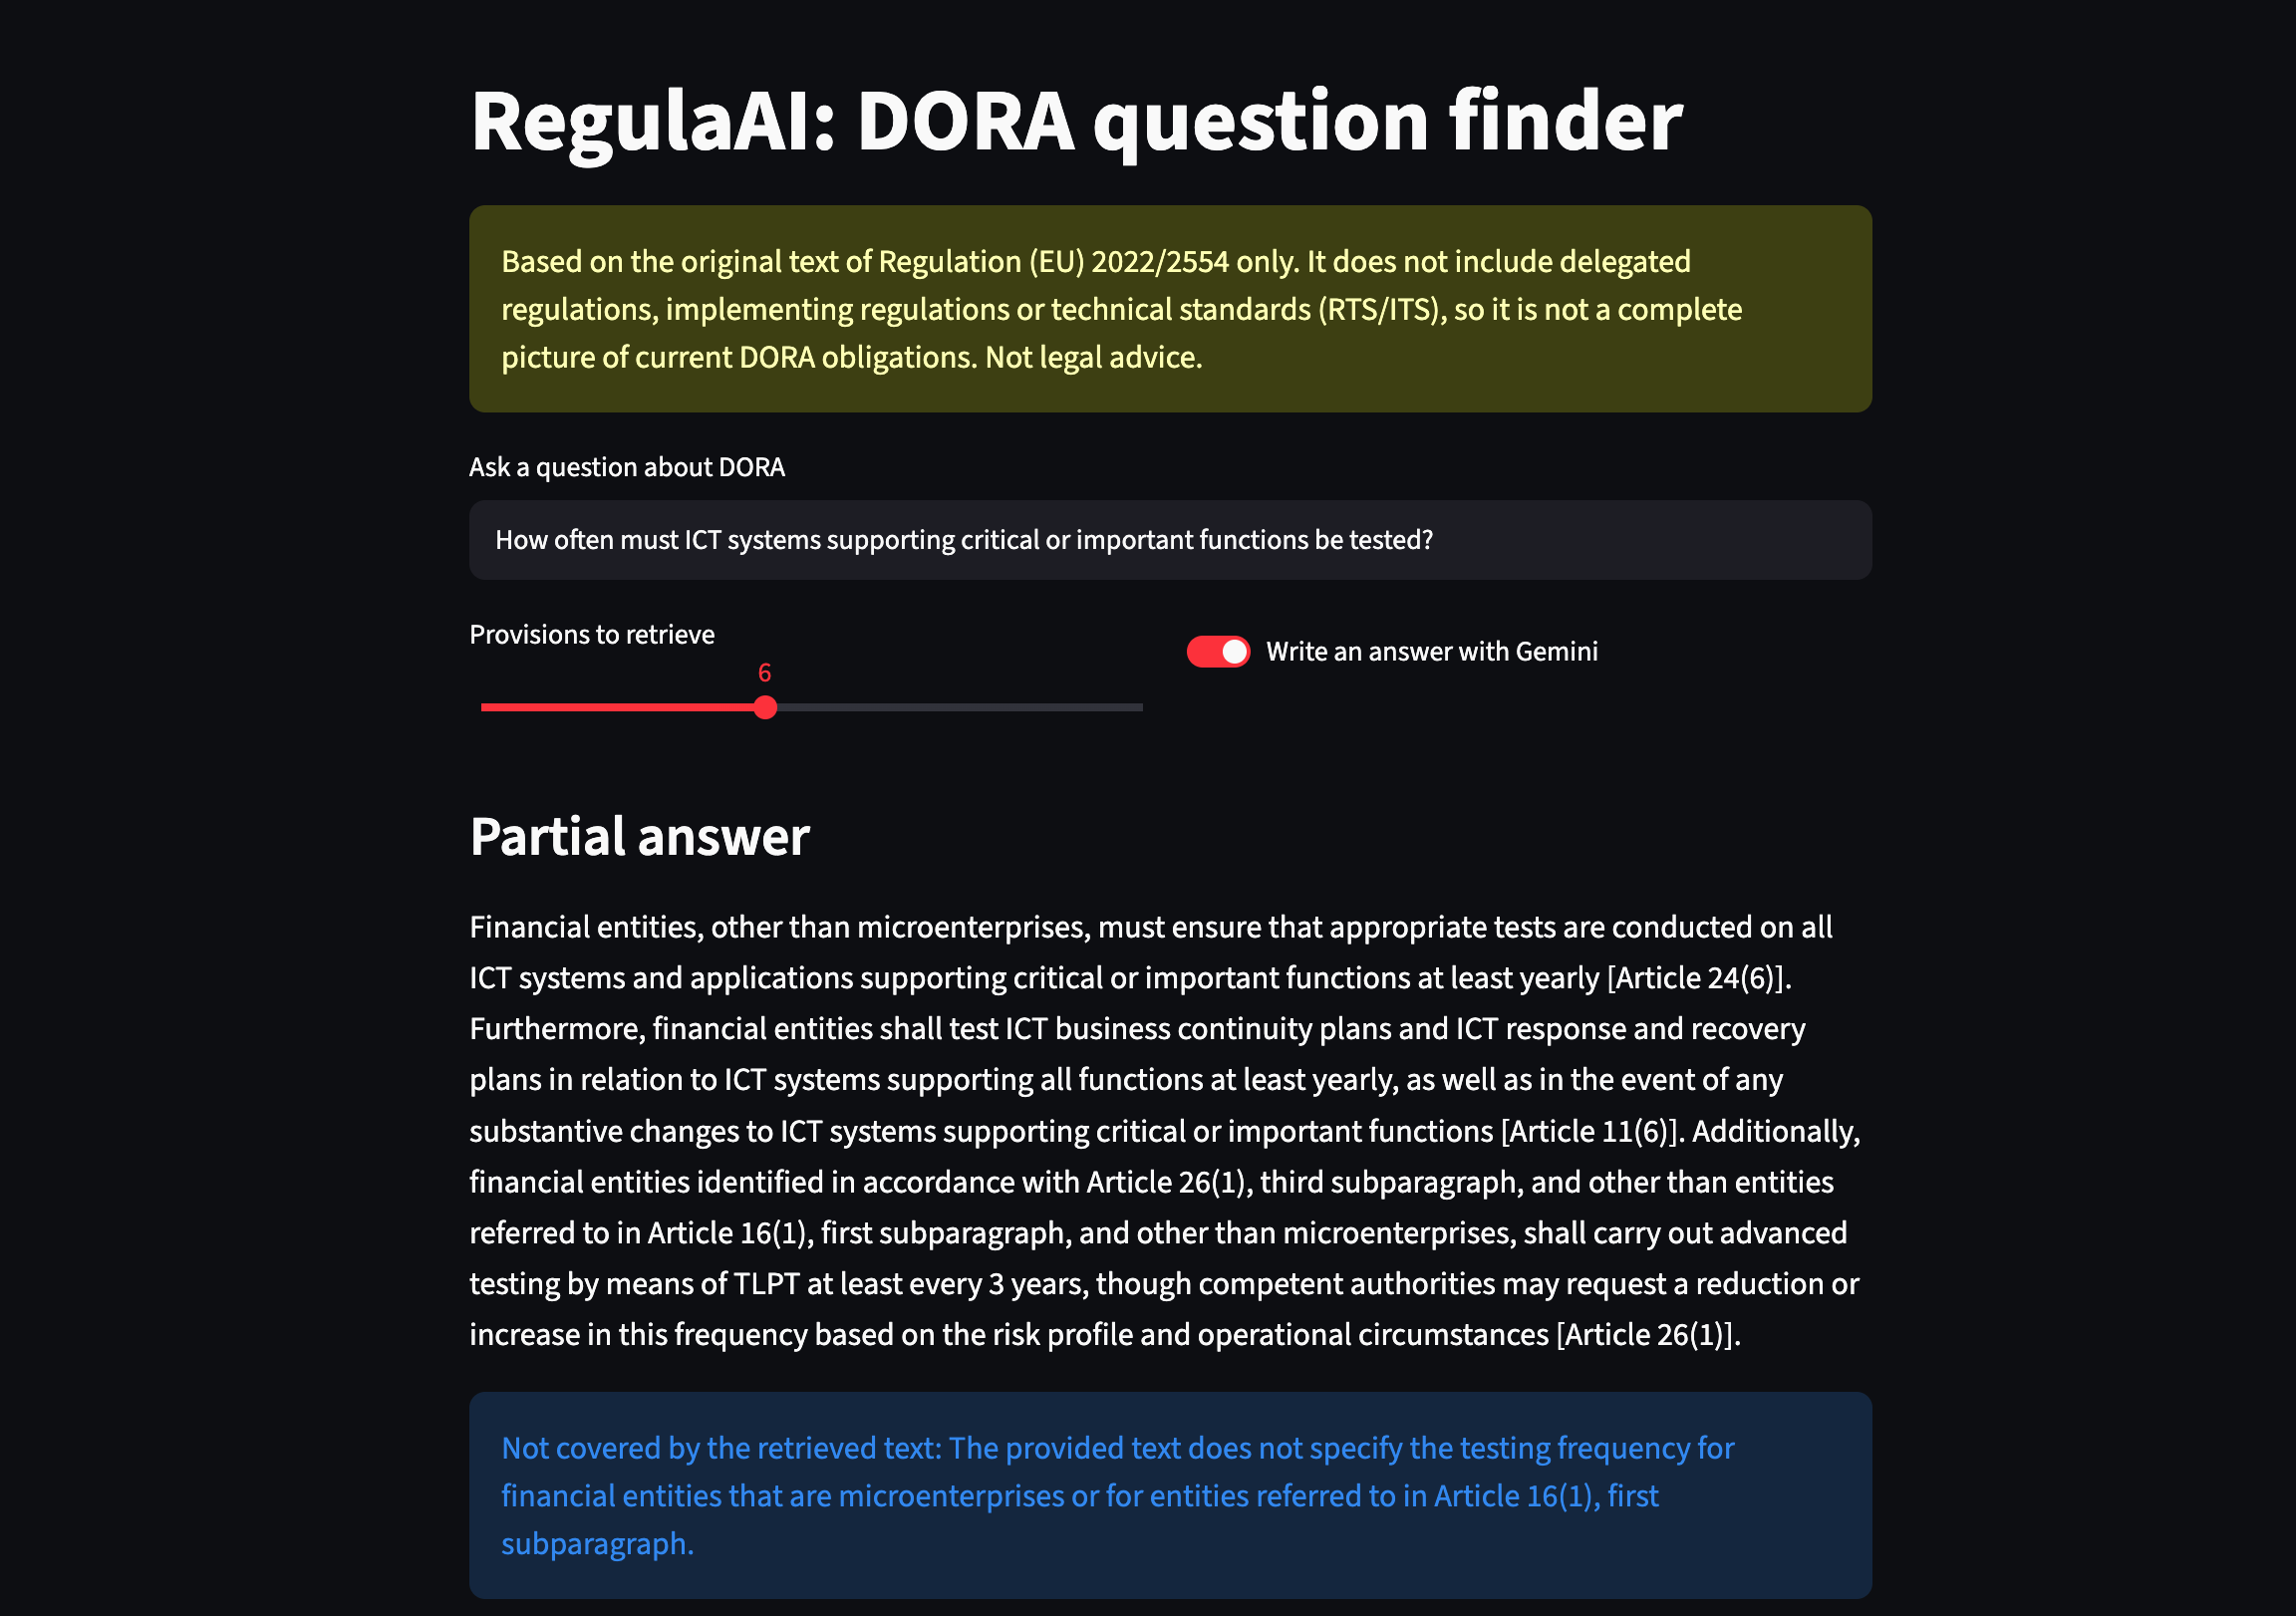 RegulaAI: DORA question finder
Based on the original text of Regulation (EU) 2022/2554 only. It does not include delegated
regulations, implementing regulations or technical standards (RTS/ITS), so it is not a complete
picture of current DORA obligations. Not legal advice.
Ask a question about DORA
How often must ICT systems supporting critical or important functions be tested?
Provisions to retrieve
6
Write an answer with Gemini
Partial answer
Financial entities, other than microenterprises, must ensure that appropriate tests are conducted on all
ICT systems and applications supporting critical or important functions at least yearly [Article 24(6)].
Furthermore, financial entities shall test ICT business continuity plans and ICT response and recovery
plans in relation to ICT systems supporting all functions at least yearly, as well as in the event of any
substantive changes to ICT systems supporting critical or important functions [Article 11(6)]. Additionally,
financial entities identified in accordance with Article 26(1), third subparagraph, and other than entities
referred to in Article 16(1), first subparagraph, and other than microenterprises, shall carry out advanced
testing by means of TLPT at least every 3 years, though competent authorities may request a reduction or
increase in this frequency based on the risk profile and operational circumstances [Article 26(1)].
Not covered by the retrieved text: The provided text does not specify the testing frequency for
financial entities that are microenterprises or for entities referred to in Article 16(1), first
subparagraph.